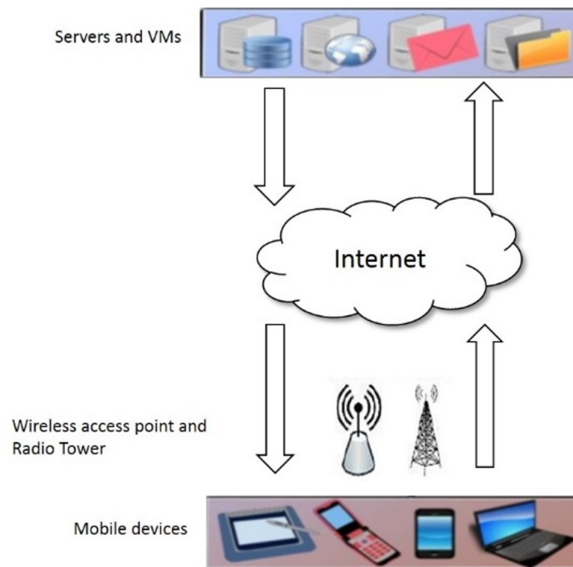 Servers and VMs
Internet
Wireless access point and
Radio Tower
Mobile devices